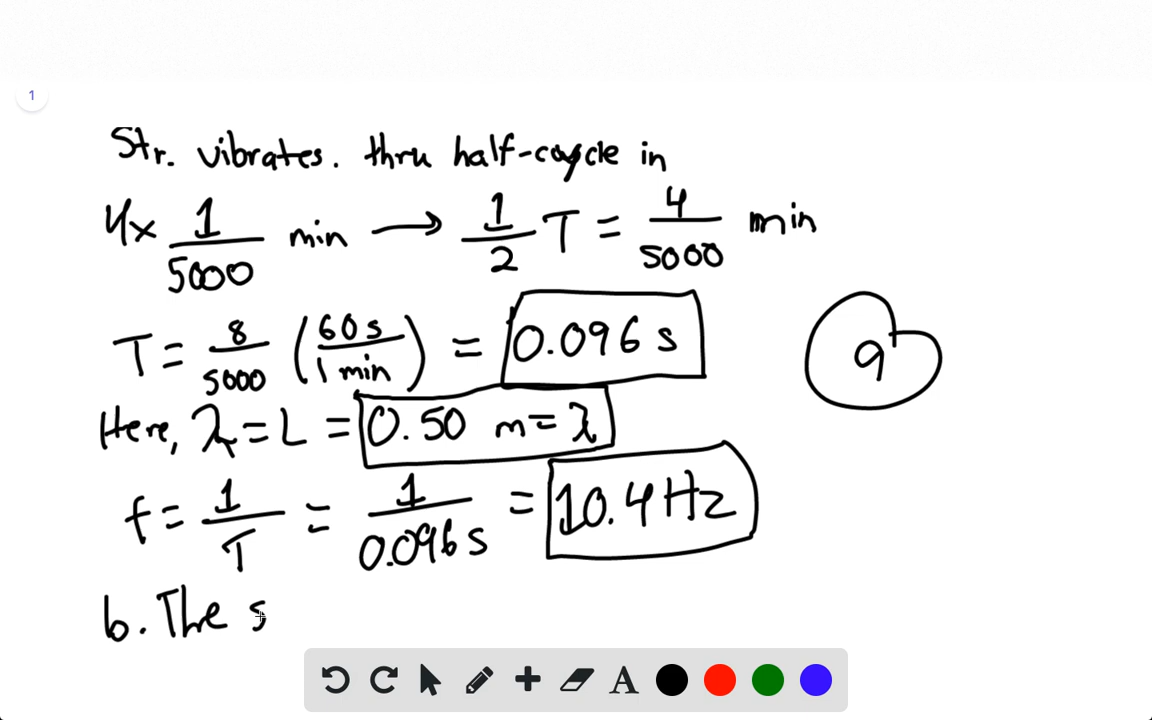 1
Str. vibrates. thru half-cycle in
4x 1/5000 min → 1/2 T = 4/5000 min
T = 8/5000 (60 s/1 min) = 0.096 s
a
Here, λ = L = 0.50 m = λ
f = 1/T = 1/0.096 s = 10.4 Hz
b. The s
A